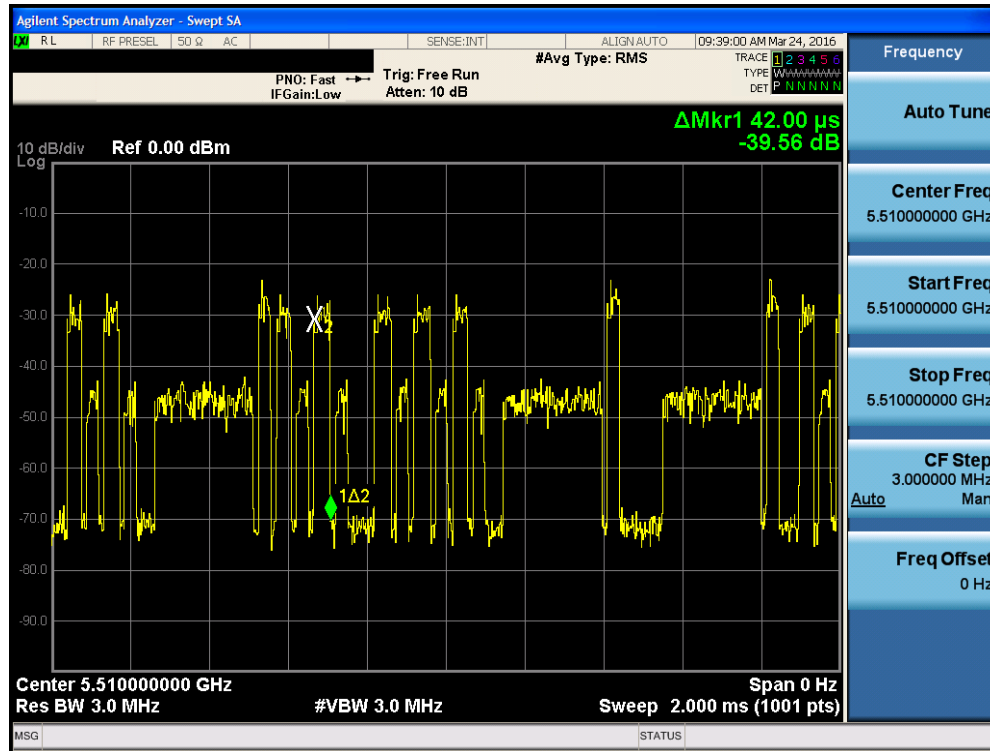 Agilent Spectrum Analyzer - Swept SA
LXI RL RF PRESEL 50 Ω AC SENSE:INT ALIGN AUTO 09:39:00 AM Mar 24, 2016
Frequency
#Avg Type: RMS
TRACE 1 2 3 4 5 6
TYPE WWWWWW
DET P N N N N N
PNO: Fast
IFGain:Low
Trig: Free Run
Atten: 10 dB
Auto Tune
ΔMkr1 42.00 µs
-39.56 dB
10 dB/div
Log
Ref 0.00 dBm
-10.0
-20.0
-30.0
-40.0
-50.0
-60.0
-70.0
-80.0
-90.0
X2
1Δ2
Center Freq
5.510000000 GHz
Start Freq
5.510000000 GHz
Stop Freq
5.510000000 GHz
CF Step
3.000000 MHz
Auto Man
Freq Offset
0 Hz
Center 5.510000000 GHz Span 0 Hz
Res BW 3.0 MHz #VBW 3.0 MHz Sweep 2.000 ms (1001 pts)
MSG STATUS